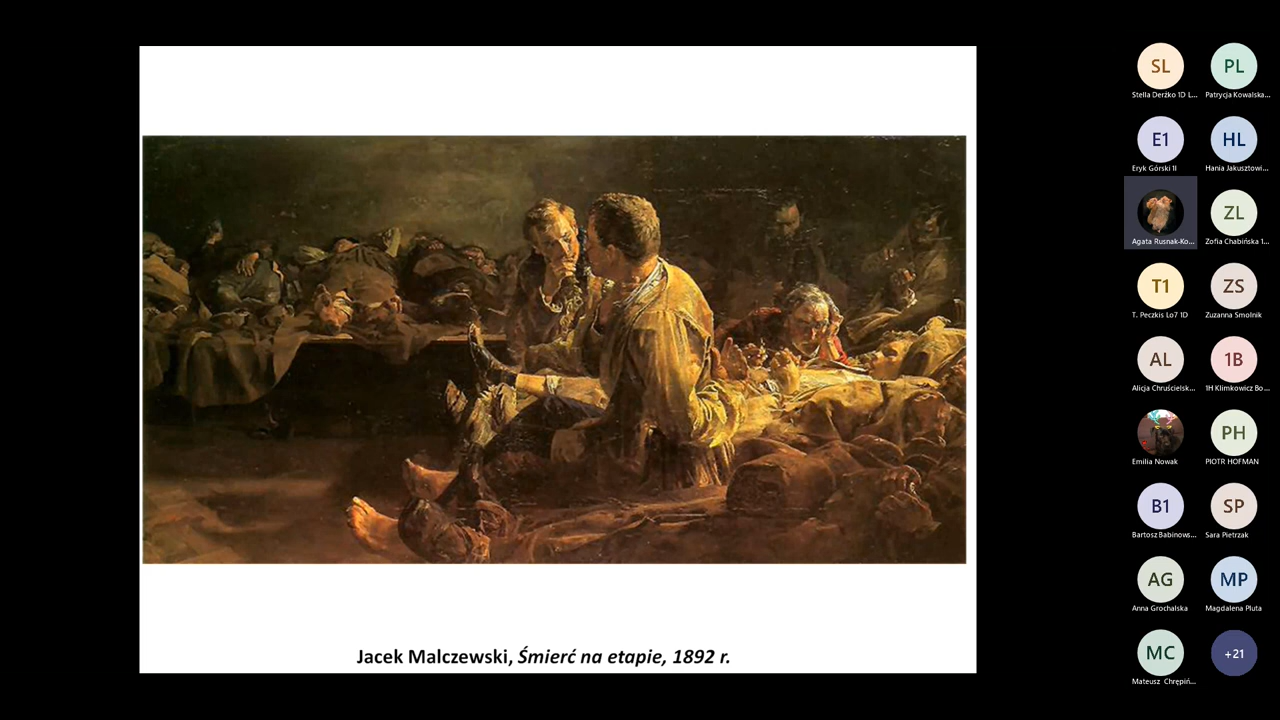 SL
PL
Stella Derżko 1D L...
Patrycja Kowalska...
E1
HL
Eryk Górski 1I
Hania Jakusztowi...
ZL
Agata Rusnak-Ko...
Zofia Chabińska 1...
T1
ZS
T. Peczkis Lo7 1D
Zuzanna Smolnik
AL
1B
Alicja Chruścielsk...
1H Klimkowicz Bo...
PH
Emilia Nowak
PIOTR HOFMAN
B1
SP
Bartosz Babinows...
Sara Pietrzak
AG
MP
Anna Grochalska
Magdalena Pluta
MC
+21
Mateusz Chrępiń...
Jacek Malczewski, Śmierć na etapie, 1892 r.